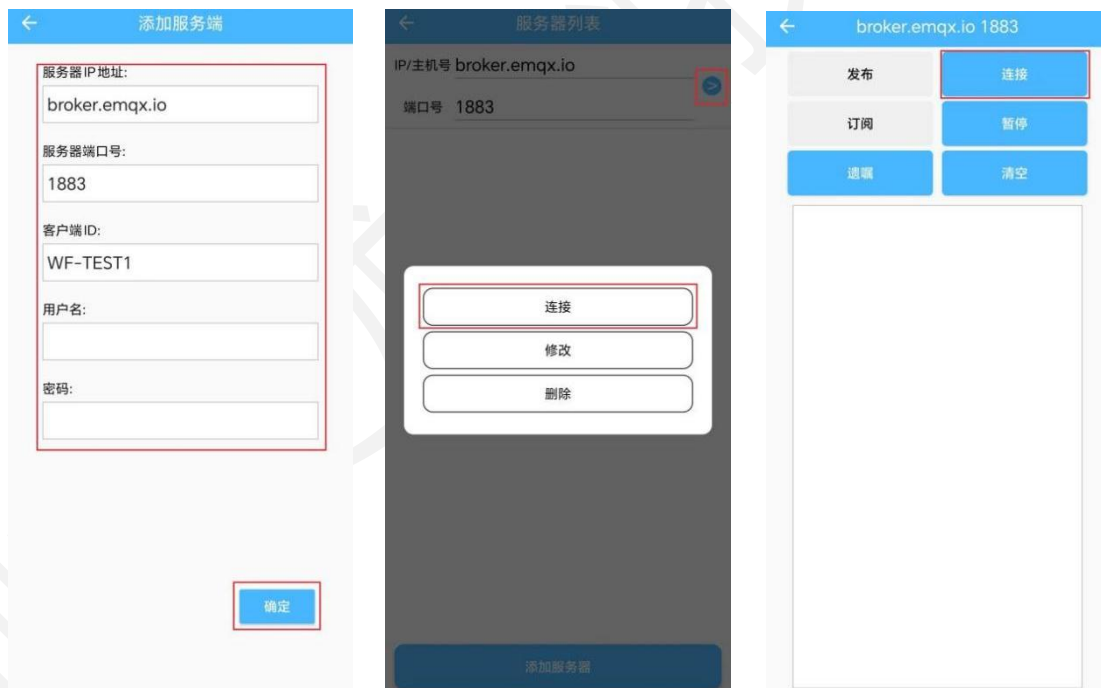 添加服务端
服务器IP地址:
broker.emqx.io
服务器端口号:
1883
客户端ID:
WF-TEST1
用户名:
密码:
确定
服务器列表
IP/主机号 broker.emqx.io
端口号 1883
连接
修改
删除
添加服务器
broker.emqx.io 1883
发布 连接
订阅 暂停
遗嘱 清空